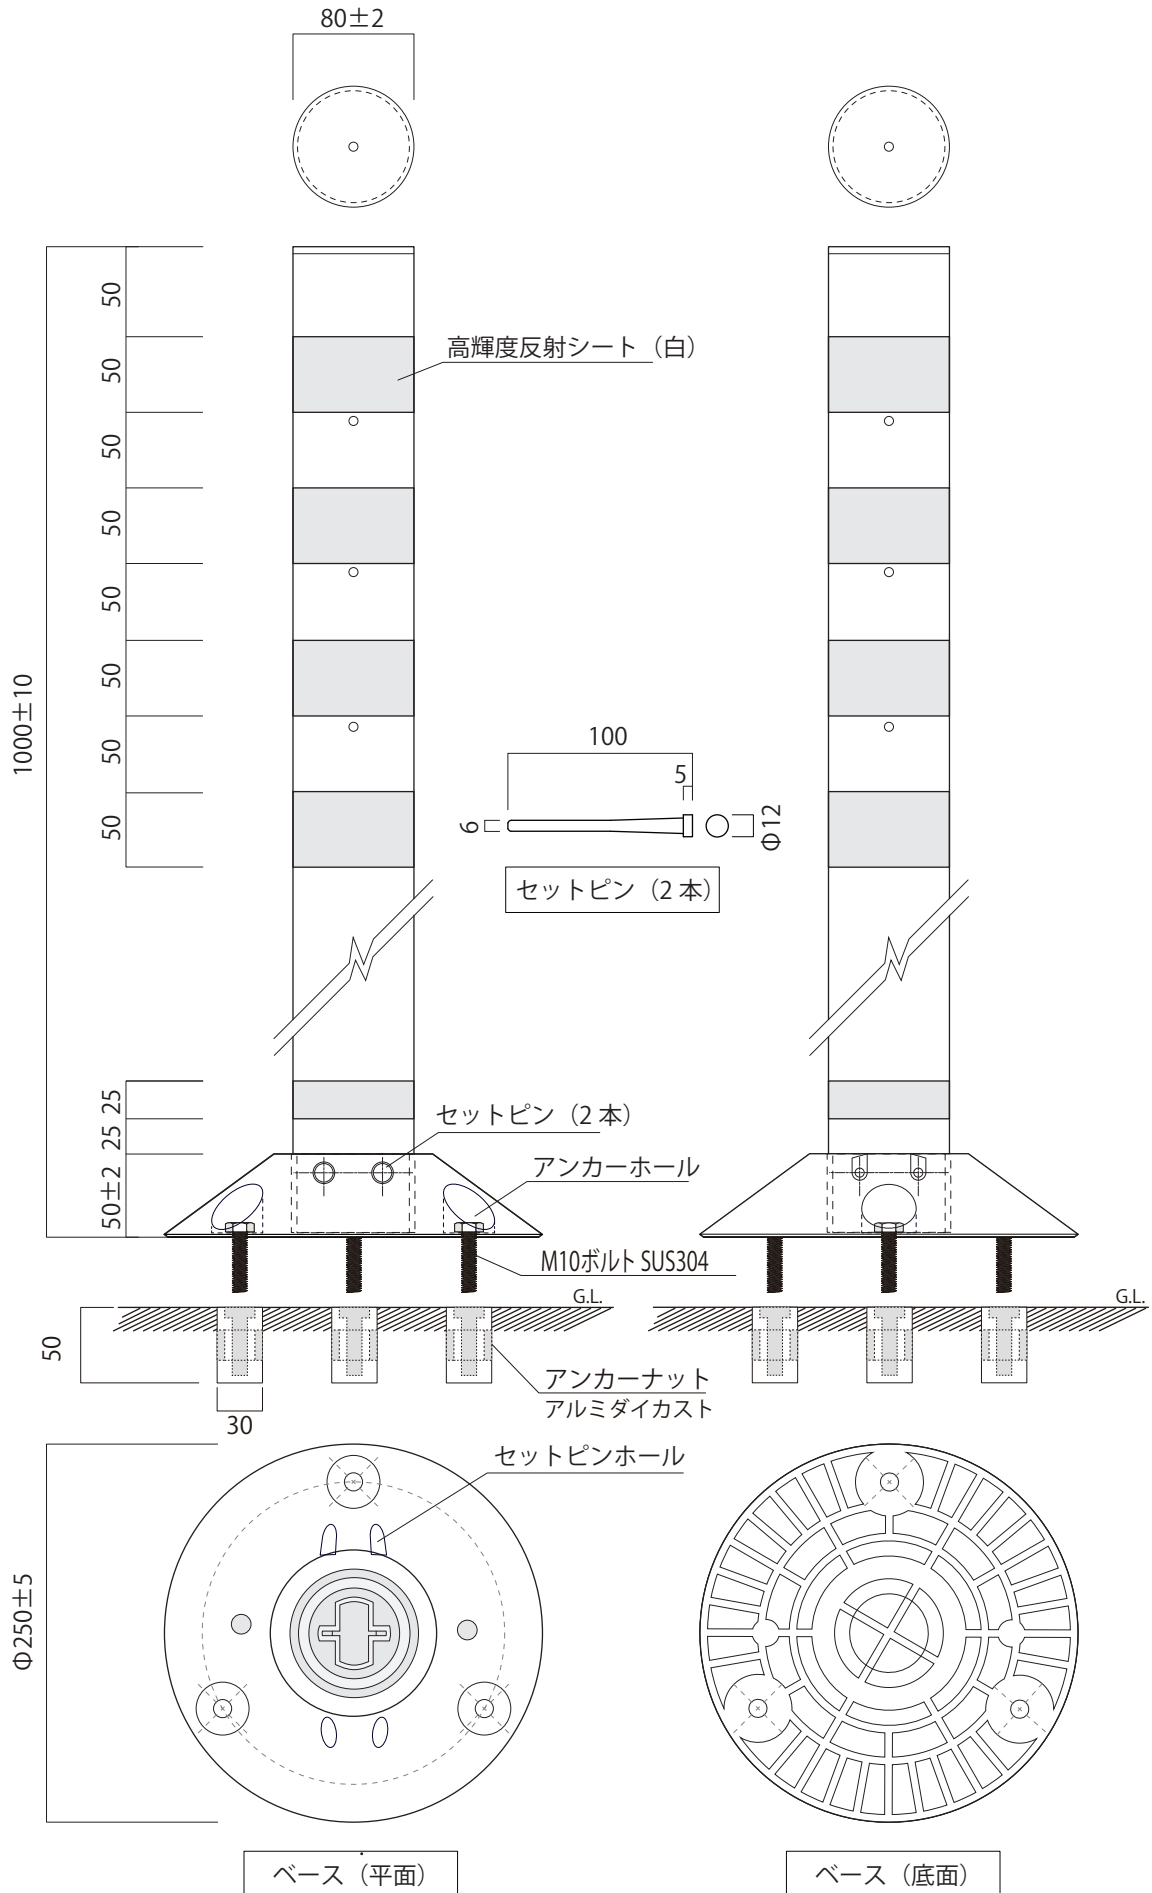 80±2
50
高輝度反射シート（白）
50
50
50
50
50
50
50
1000±10
100
5
6
Φ12
セットピン（2 本）
25
25
50±2
セットピン（2 本）
アンカーホール
M10ボルト SUS304
G.L.
G.L.
50
30
アンカーナット
アルミダイカスト
セットピンホール
Φ250±5
ベース（平面）
ベース（底面）